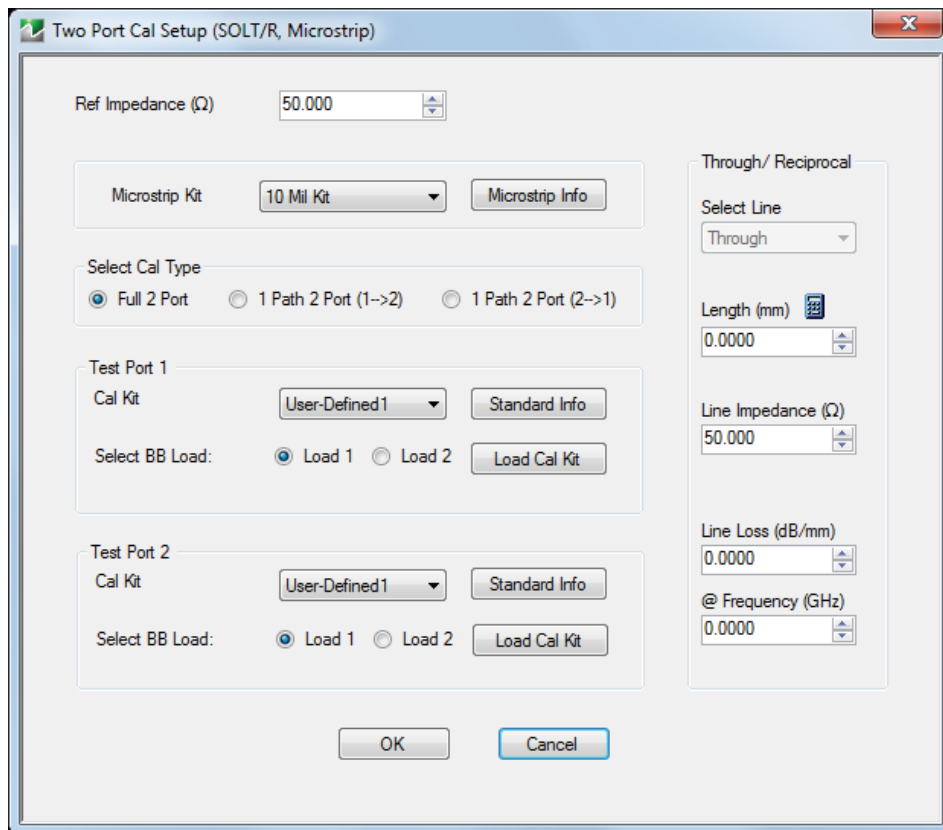 Two Port Cal Setup (SOLT/R, Microstrip)
Ref Impedance (Ω) 50.000
Microstrip Kit 10 Mil Kit Microstrip Info
Select Cal Type
Full 2 Port 1 Path 2 Port (1-->2) 1 Path 2 Port (2-->1)
Test Port 1
Cal Kit User-Defined1 Standard Info
Select BB Load: Load 1 Load 2 Load Cal Kit
Test Port 2
Cal Kit User-Defined1 Standard Info
Select BB Load: Load 1 Load 2 Load Cal Kit
Through/ Reciprocal
Select Line
Through
Length (mm)
0.0000
Line Impedance (Ω)
50.000
Line Loss (dB/mm)
0.0000
@ Frequency (GHz)
0.0000
OK Cancel